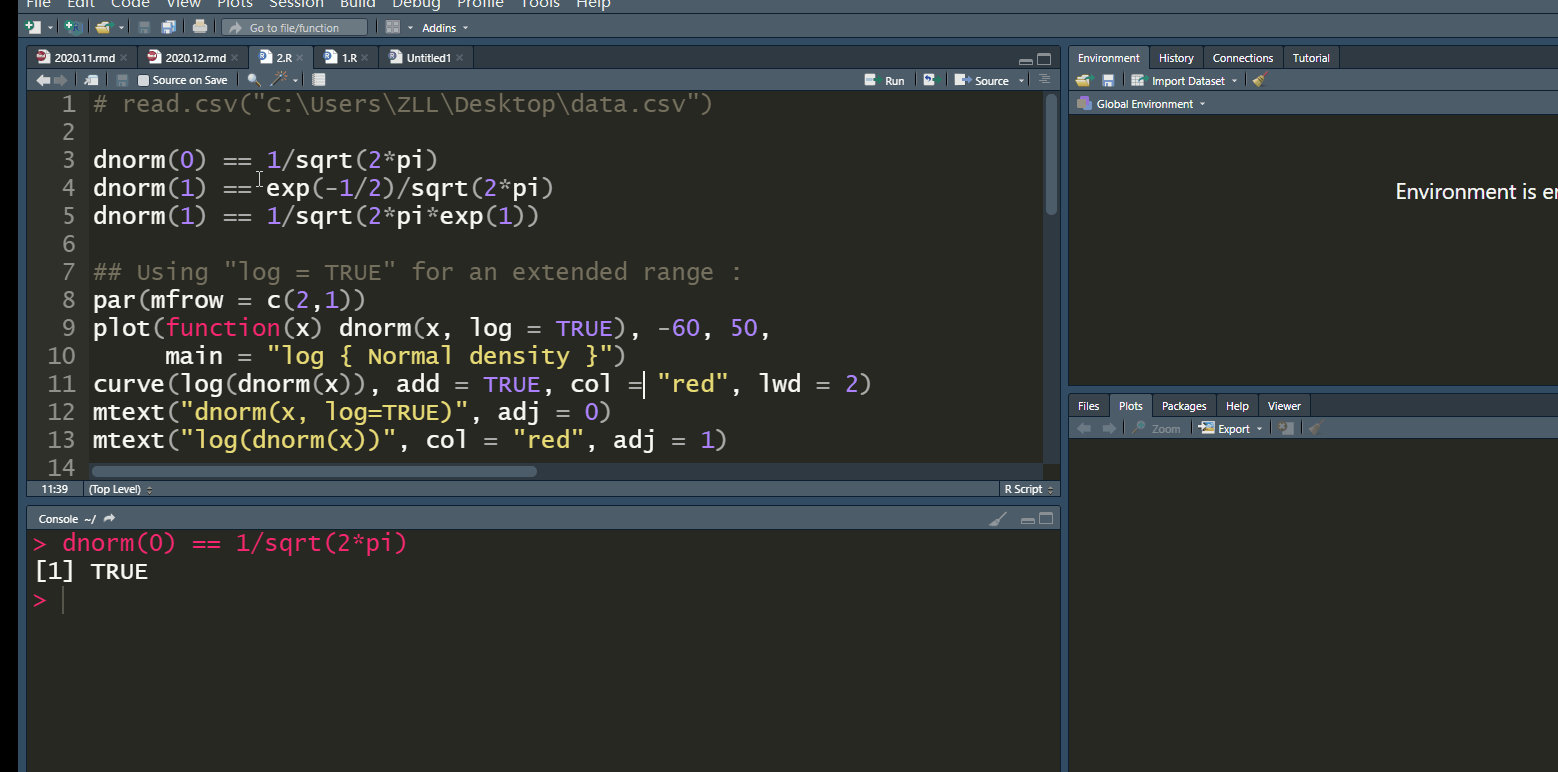 File Edit Code View Plots Session Build Debug Profile Tools Help
Go to file/function Addins
2020.11.rmd 2020.12.rmd 2.R 1.R Untitled1
Source on Save Run Source
1 # read.csv("C:\Users\ZLL\Desktop\data.csv")
2
3 dnorm(0) == 1/sqrt(2*pi)
4 dnorm(1) == exp(-1/2)/sqrt(2*pi)
5 dnorm(1) == 1/sqrt(2*pi*exp(1))
6
7 ## Using "log = TRUE" for an extended range :
8 par(mfrow = c(2,1))
9 plot(function(x) dnorm(x, log = TRUE), -60, 50,
10 main = "log { Normal density }")
11 curve(log(dnorm(x)), add = TRUE, col = "red", lwd = 2)
12 mtext("dnorm(x, log=TRUE)", adj = 0)
13 mtext("log(dnorm(x))", col = "red", adj = 1)
14
11:39 (Top Level) R Script
Console ~/
> dnorm(0) == 1/sqrt(2*pi)
[1] TRUE
>
Environment History Connections Tutorial
Import Dataset
Global Environment
Environment is
Files Plots Packages Help Viewer
Zoom Export